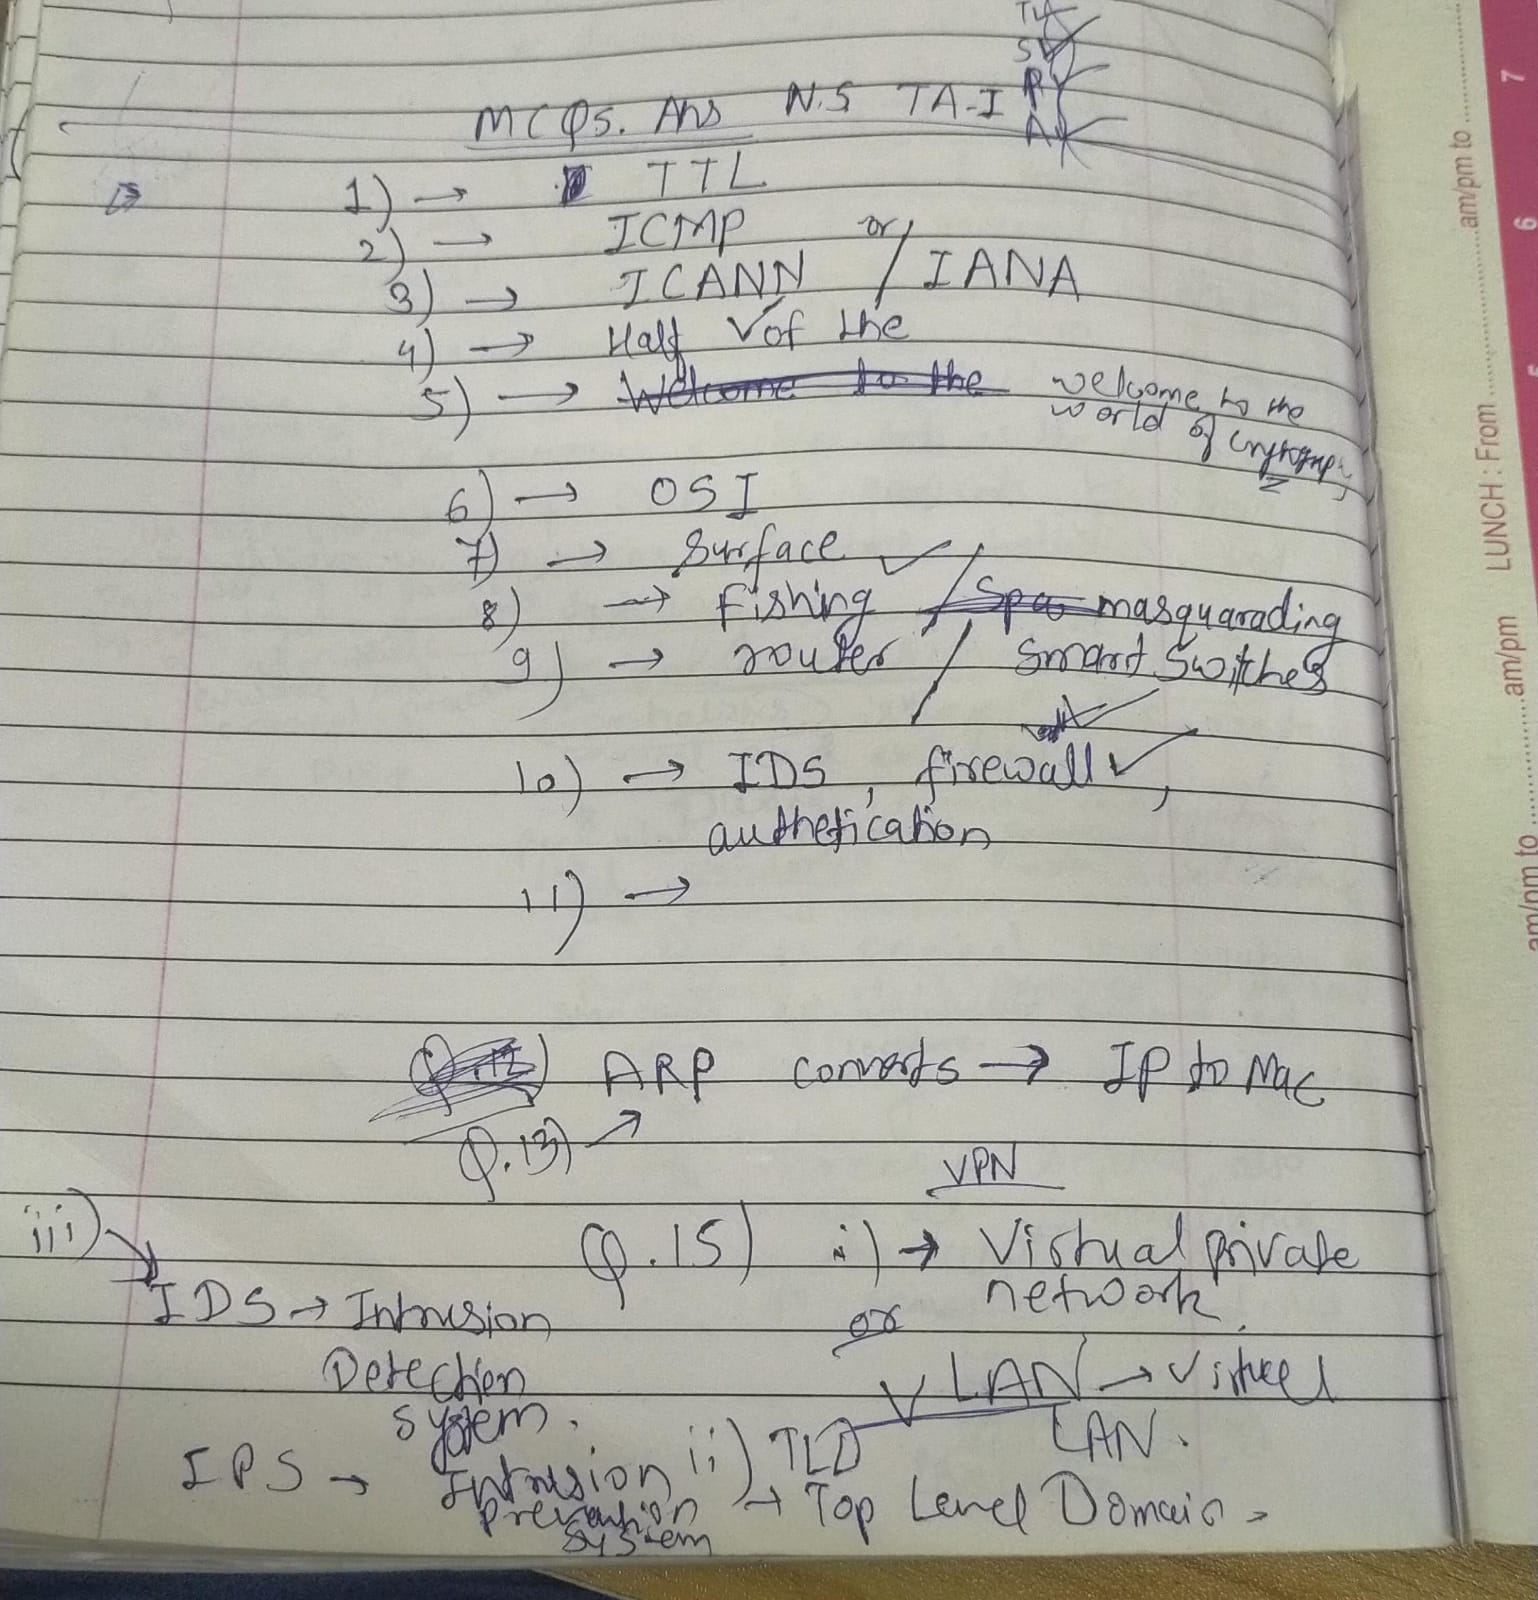 MCQs. Ans N.S TA-I
1) → TTL
2) → ICMP or
3) → ICANN / IANA
4) → Half of the
5) → Welcome to the welcome to the
world of
6) → OSI
7) → Surface
8) → fishing / Spa masquarading
9) → router / Smart Switches
10) → IDS, firewall,
authetication
11) →
ARP converts → IP to Mac
Q.13) →
VPN
Q.15) i) → Virtual private
network.
or
VLAN → Virtual
LAN.
ii) TLD
→ Top Level Domain.
iii)
IDS → Intrusion
Detection
system.
IPS → Intrusion
prevention
system
7
6
am/pm to
LUNCH : From
am/pm
am/pm to